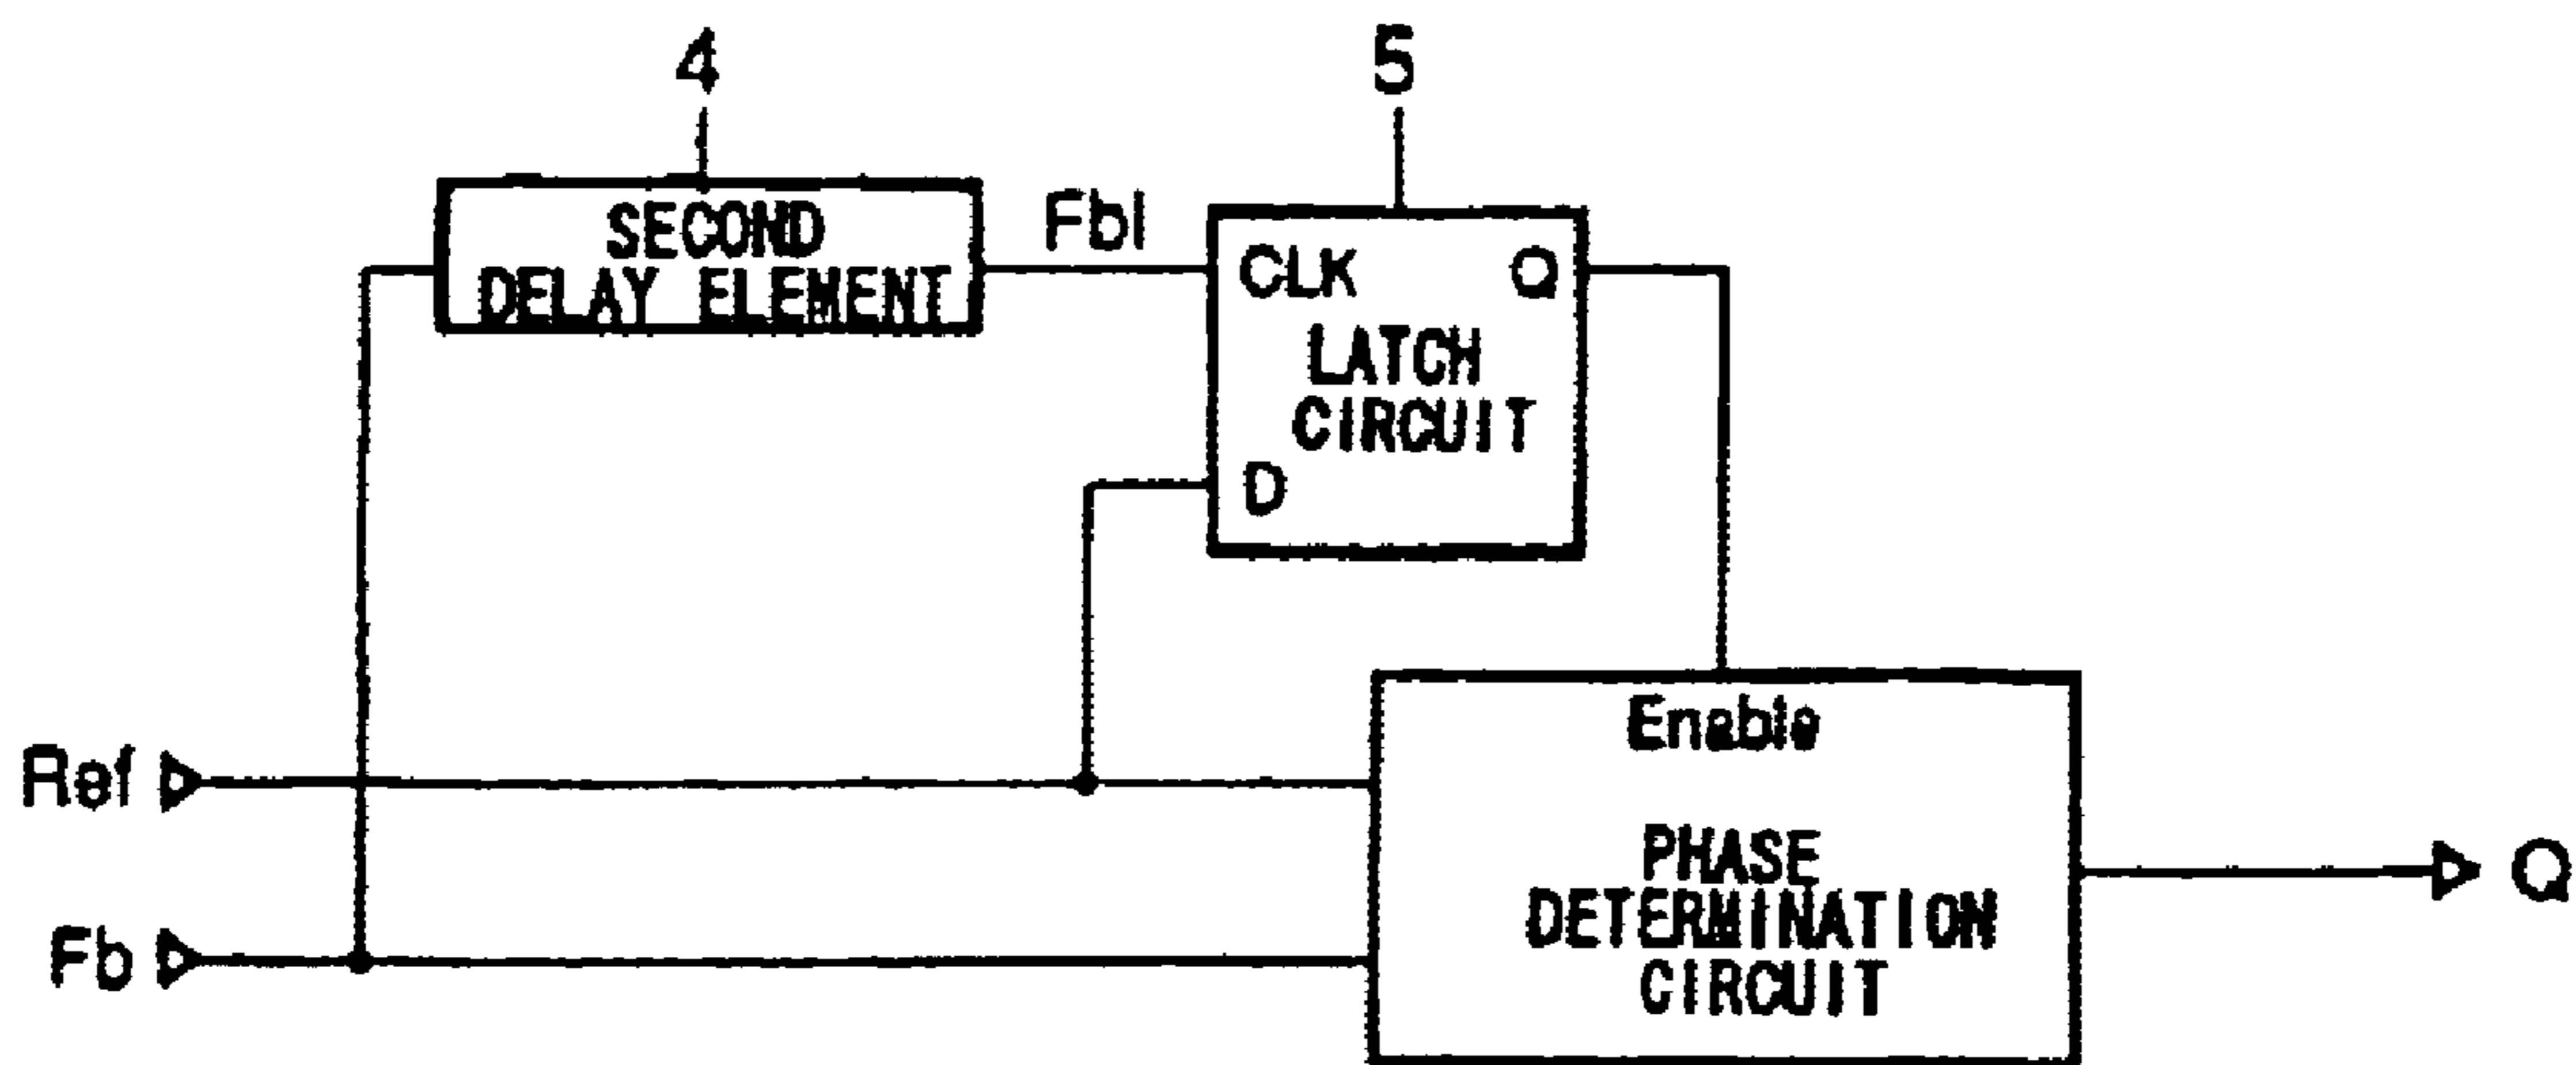 4
5
SECOND
DELAY ELEMENT
Fbl
CLK Q
LATCH
CIRCUIT
D
Ref
Enable
PHASE
DETERMINATION
CIRCUIT
Q
Fb